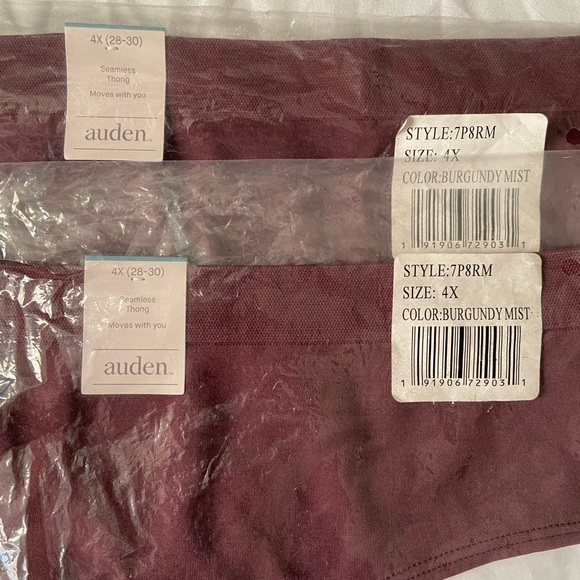 4X (28-30)
Seamless
Thong
Moves with you
auden™
STYLE:7P8RM
SIZE: 4X
COLOR:BURGUNDY MIST
1 91906 72903 1
4X (28-30)
Seamless
Thong
Moves with you
auden™
STYLE:7P8RM
SIZE: 4X
COLOR:BURGUNDY MIST
1 91906 72903 1